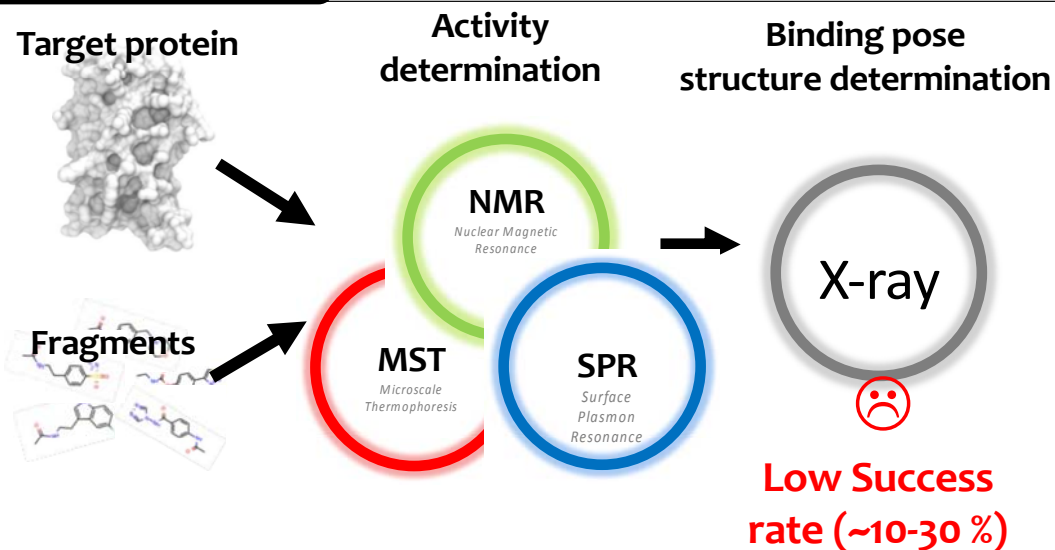 Target protein
Activity
determination
Binding pose
structure determination
NMR
Nuclear Magnetic
Resonance
X-ray
Fragments
MST
Microscale
Thermophoresis
SPR
Surface
Plasmon
Resonance
Low Success
rate (~10-30 %)